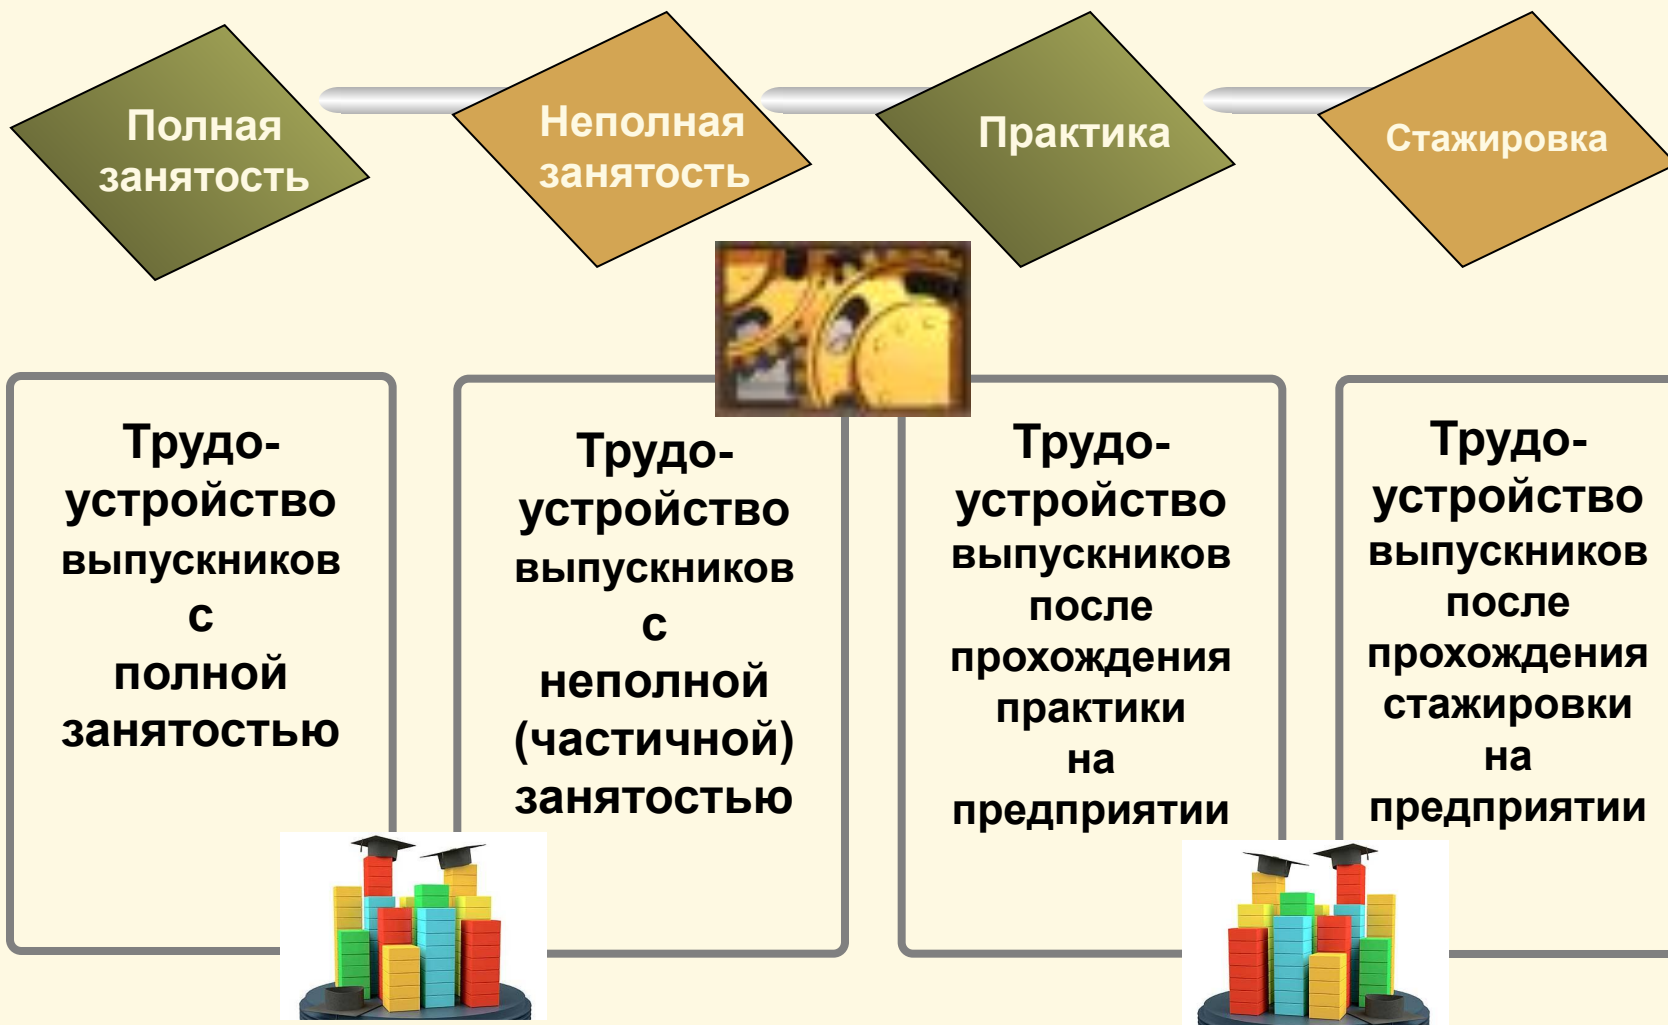 Полная
занятость
Неполная
занятость
Практика
Стажировка
Трудо-
устройство
выпускников
с
полной
занятостью
Трудо-
устройство
выпускников
с
неполной
(частичной)
занятостью
Трудо-
устройство
выпускников
после
прохождения
практики
на
предприятии
Трудо-
устройство
выпускников
после
прохождения
стажировки
на
предприятии